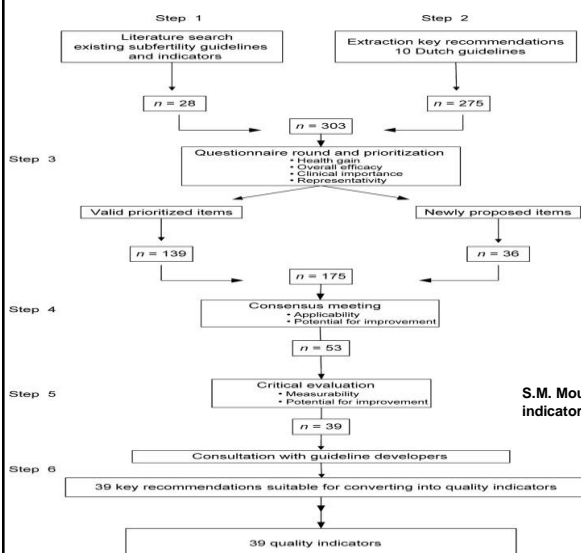 Step 1
Step 2
Literature search
existing subfertility guidelines
and indicators
Extraction key recommendations
10 Dutch guidelines
n = 28
n = 275
n = 303
Step 3
Questionnaire round and prioritization
• Health gain
• Overall efficacy
• Clinical importance
• Representativity
Valid prioritized items
Newly proposed items
n = 139
n = 36
n = 175
Step 4
Consensus meeting
• Applicability
• Potential for improvement
n = 53
Step 5
Critical evaluation
• Measurability
• Potential for improvement
S.M. Mou
indicator
n = 39
Consultation with guideline developers
Step 6
39 key recommendations suitable for converting into quality indicators
39 quality indicators